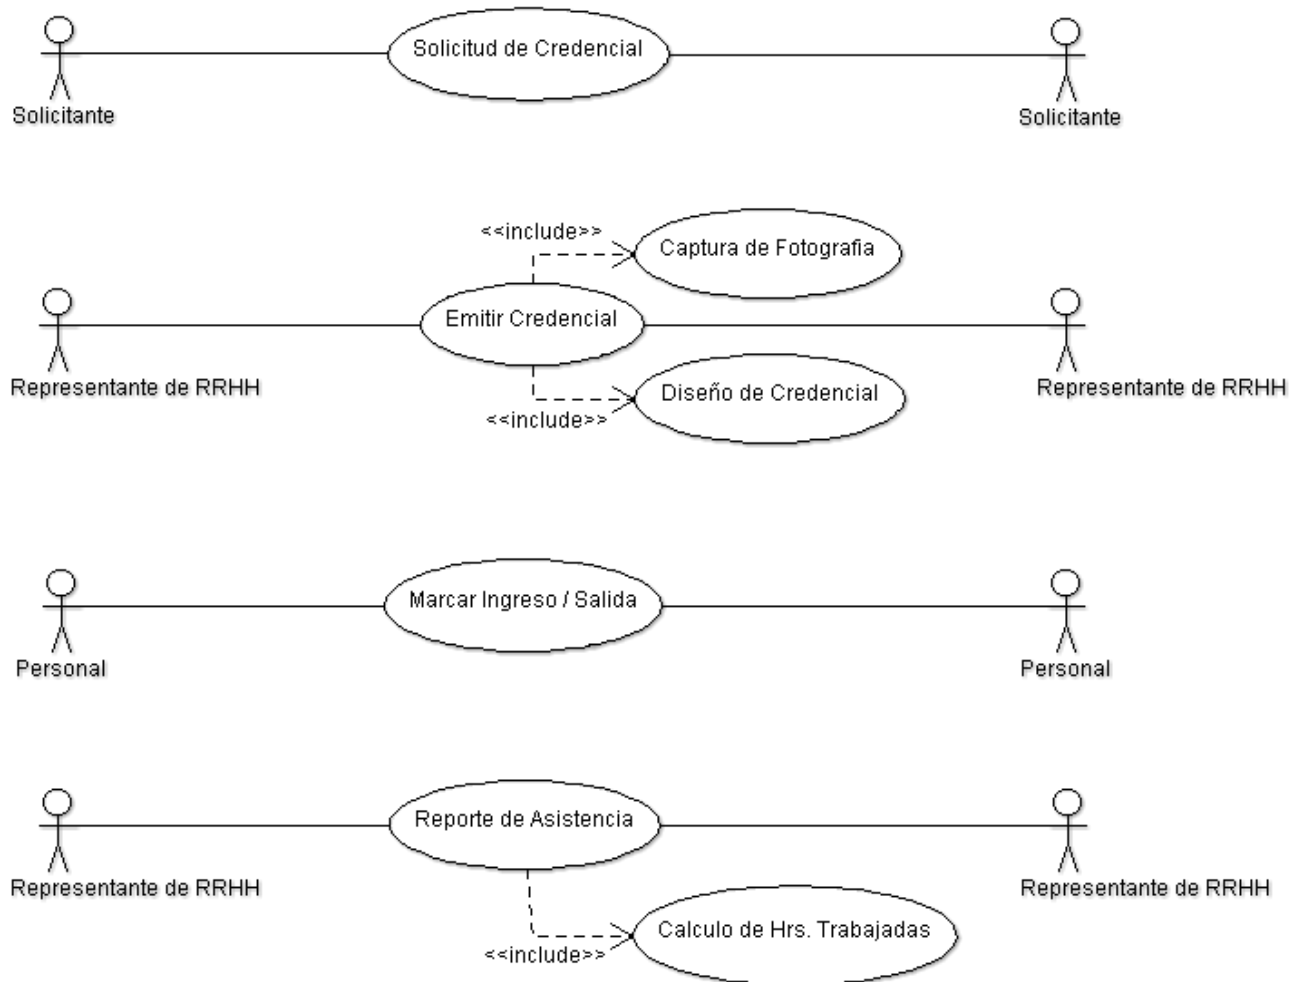 Solicitud de Credencial
Solicitante
Solicitante
<<include>>
Captura de Fotografia
Emitir Credencial
Representante de RRHH
Representante de RRHH
Diseño de Credencial
<<include>>
Marcar Ingreso / Salida
Personal
Personal
Reporte de Asistencia
Representante de RRHH
Representante de RRHH
Calculo de Hrs. Trabajadas
<<include>>